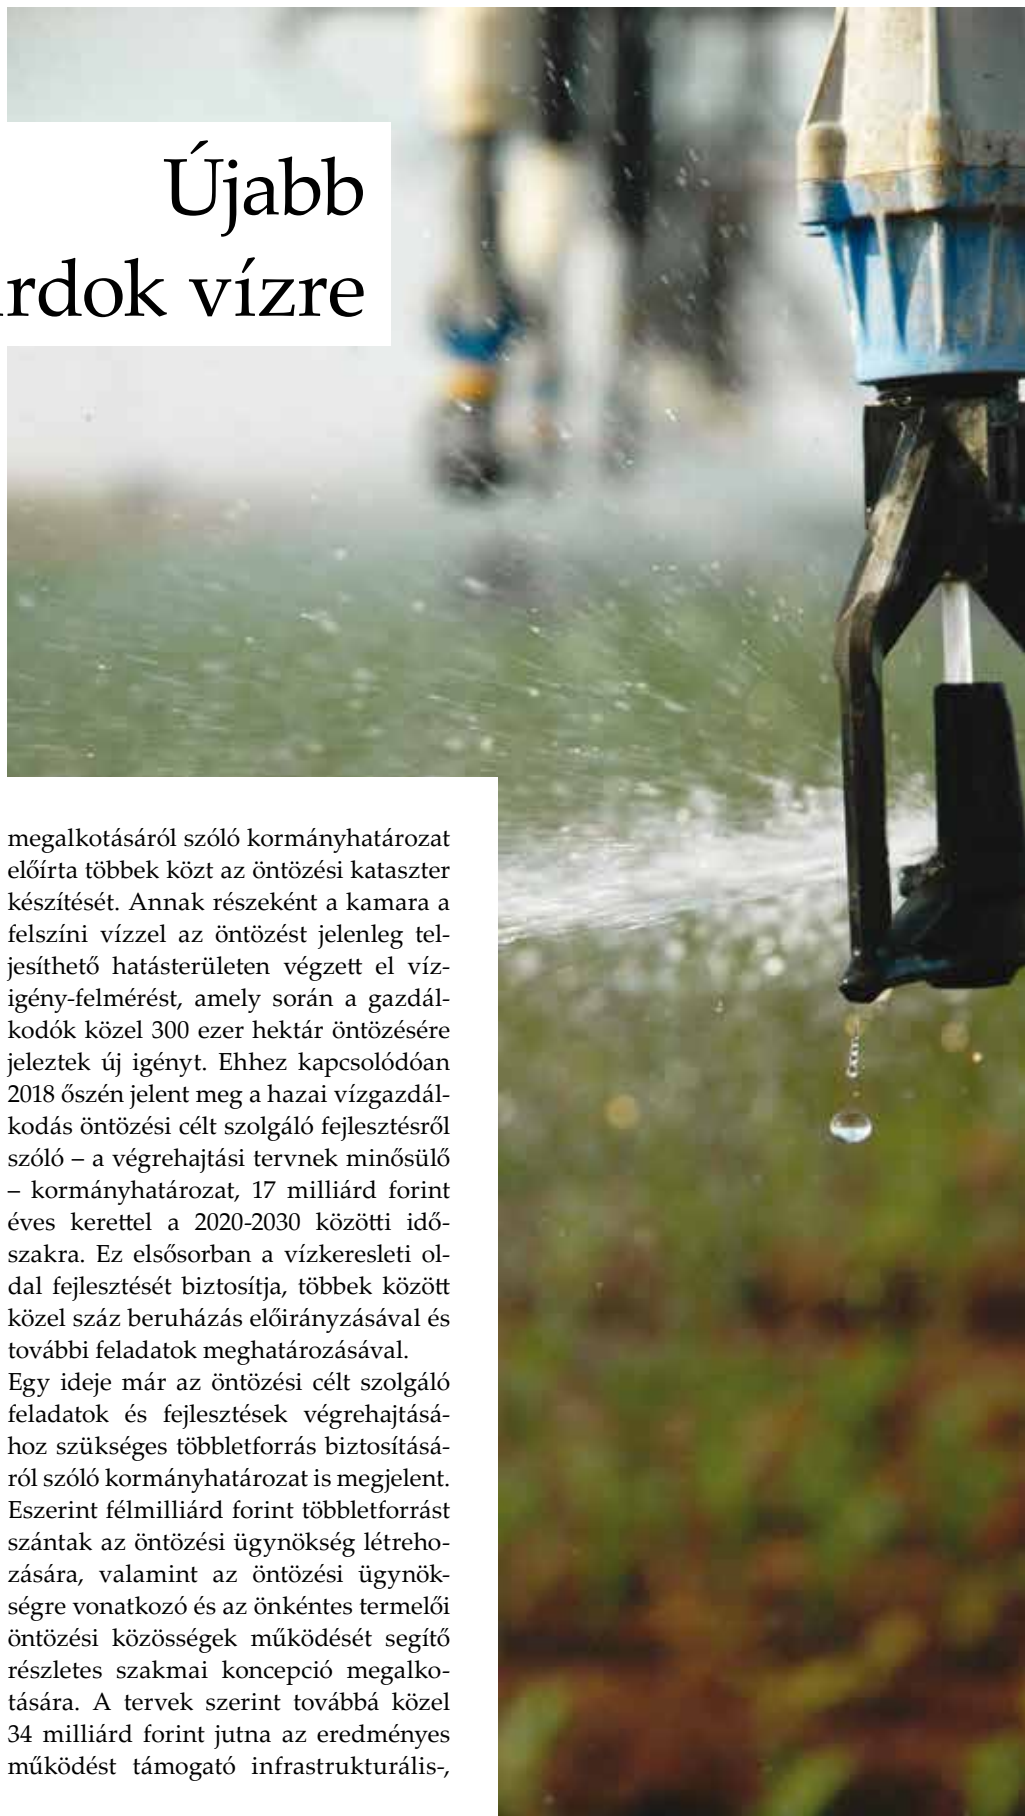 Újabb
rdok vízre
megalkotásáról szóló kormányhatározat
előírta többek közt az öntözési kataszter
készítését. Annak részeként a kamara a
felszíni vízzel az öntözést jelenleg tel-
jesíthető hatásterületen végzett el víz-
igény-felmérést, amely során a gazdál-
kodók közel 300 ezer hektár öntözésére
jeleztek új igényt. Ehhez kapcsolódóan
2018 őszén jelent meg a hazai vízgazdál-
kodás öntözési célt szolgáló fejlesztésről
szóló – a végrehajtási tervnek minősülő
– kormányhatározat, 17 milliárd forint
éves kerettel a 2020-2030 közötti idő-
szakra. Ez elsősorban a vízkeresleti ol-
dal fejlesztését biztosítja, többek között
közel száz beruházás előirányzásával és
további feladatok meghatározásával.
Egy ideje már az öntözési célt szolgáló
feladatok és fejlesztések végrehajtásá-
hoz szükséges többletforrás biztosításá-
ról szóló kormányhatározat is megjelent.
Eszerint félmilliárd forint többletforrást
szántak az öntözési ügynökség létreho-
zására, valamint az öntözési ügynök-
ségre vonatkozó és az önkéntes termelői
öntözési közösségek működését segítő
részletes szakmai koncepció megalko-
tására. A tervek szerint továbbá közel
34 milliárd forint jutna az eredményes
működést támogató infrastrukturális-,